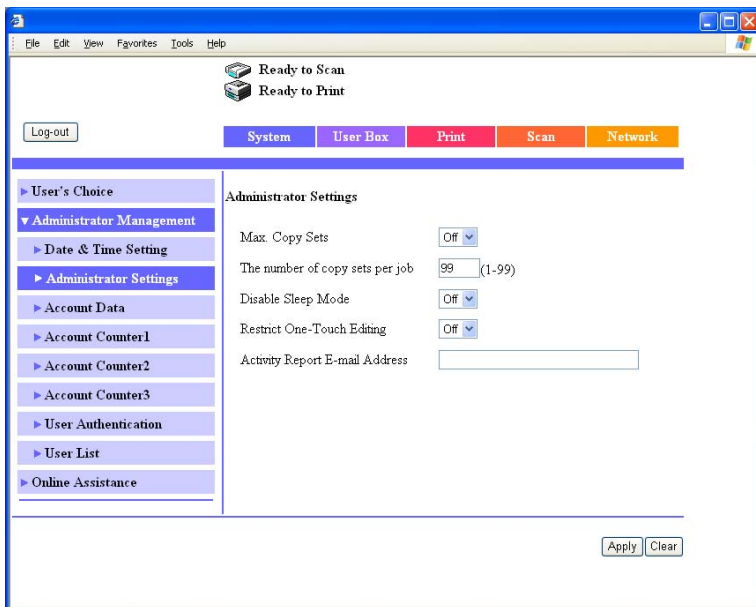 File Edit View Favorites Tools Help
Ready to Scan
Ready to Print
Log-out
System User Box Print Scan Network
User's Choice
Administrator Management
Date & Time Setting
Administrator Settings
Account Data
Account Counter1
Account Counter2
Account Counter3
User Authentication
User List
Online Assistance
Administrator Settings
Max. Copy Sets Off
The number of copy sets per job 99 (1-99)
Disable Sleep Mode Off
Restrict One-Touch Editing Off
Activity Report E-mail Address
Apply Clear